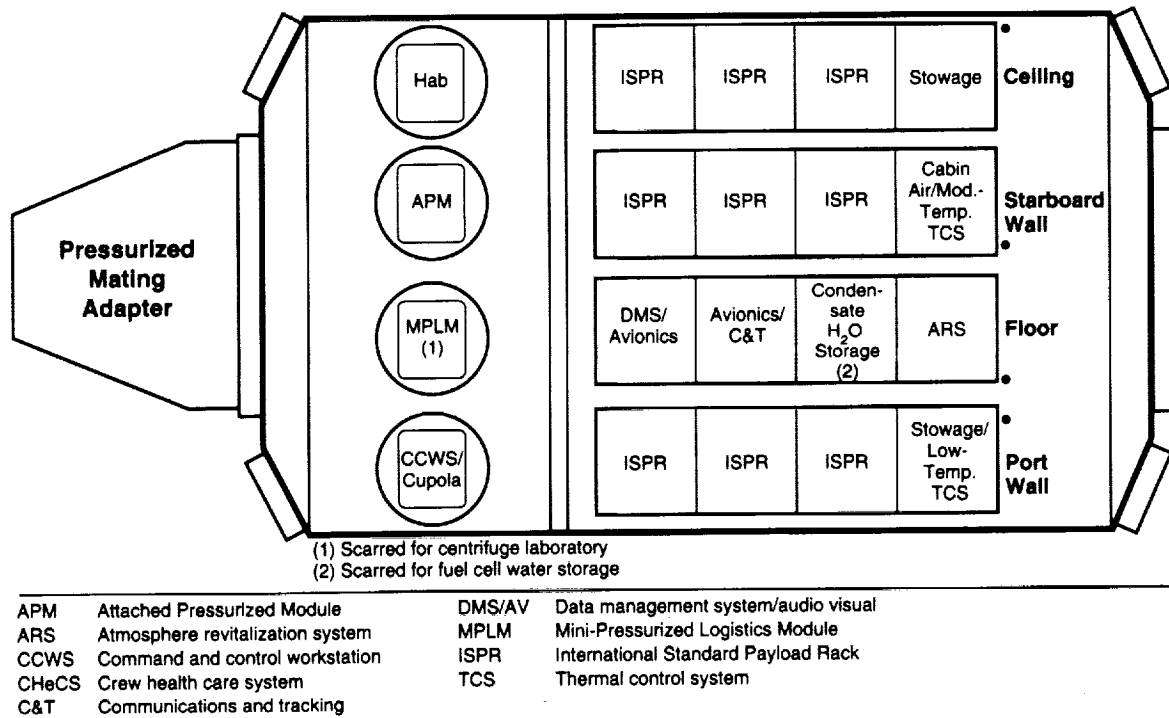 Hab
ISPR
ISPR
ISPR
Stowage
Ceiling
APM
ISPR
ISPR
ISPR
Cabin
Air/Mod.-
Temp.
TCS
Starboard
Wall
Pressurized
Mating
Adapter
MPLM
(1)
DMS/
Avionics
Avionics/
C&T
Conden-
sate
H₂O
Storage
(2)
ARS
Floor
CCWS/
Cupola
ISPR
ISPR
ISPR
Stowage/
Low-
Temp.
TCS
Port
Wall
(1) Scarred for centrifuge laboratory
(2) Scarred for fuel cell water storage
APM Attached Pressurized Module
ARS Atmosphere revitalization system
CCWS Command and control workstation
CHeCS Crew health care system
C&T Communications and tracking
DMS/AV Data management system/audio visual
MPLM Mini-Pressurized Logistics Module
ISPR International Standard Payload Rack
TCS Thermal control system